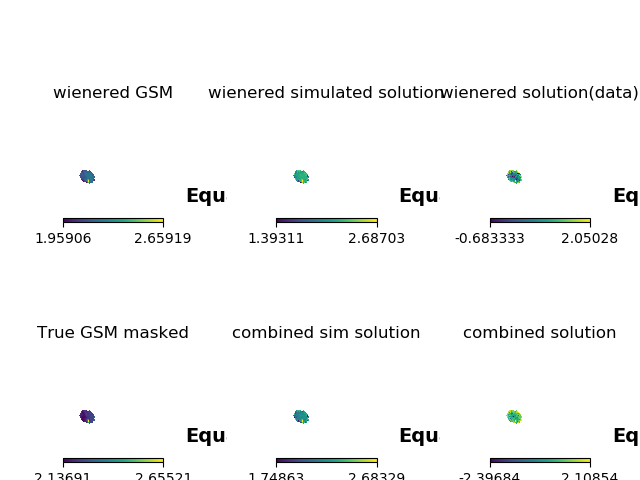 wienered GSM wienered simulated solution wienered solution(data)
Equ Equ Eq
1.95906 2.65919 1.39311 2.68703 -0.683333 2.05028
True GSM masked combined sim solution combined solution
Equ Equ Eq
2.13691 2.65521 1.74863 2.68329 -2.39684 2.10854